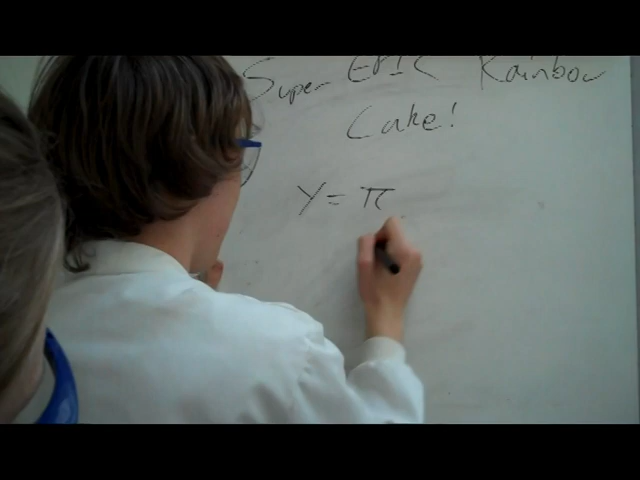 Super EPIC Rainbow
Cake!
Y = π